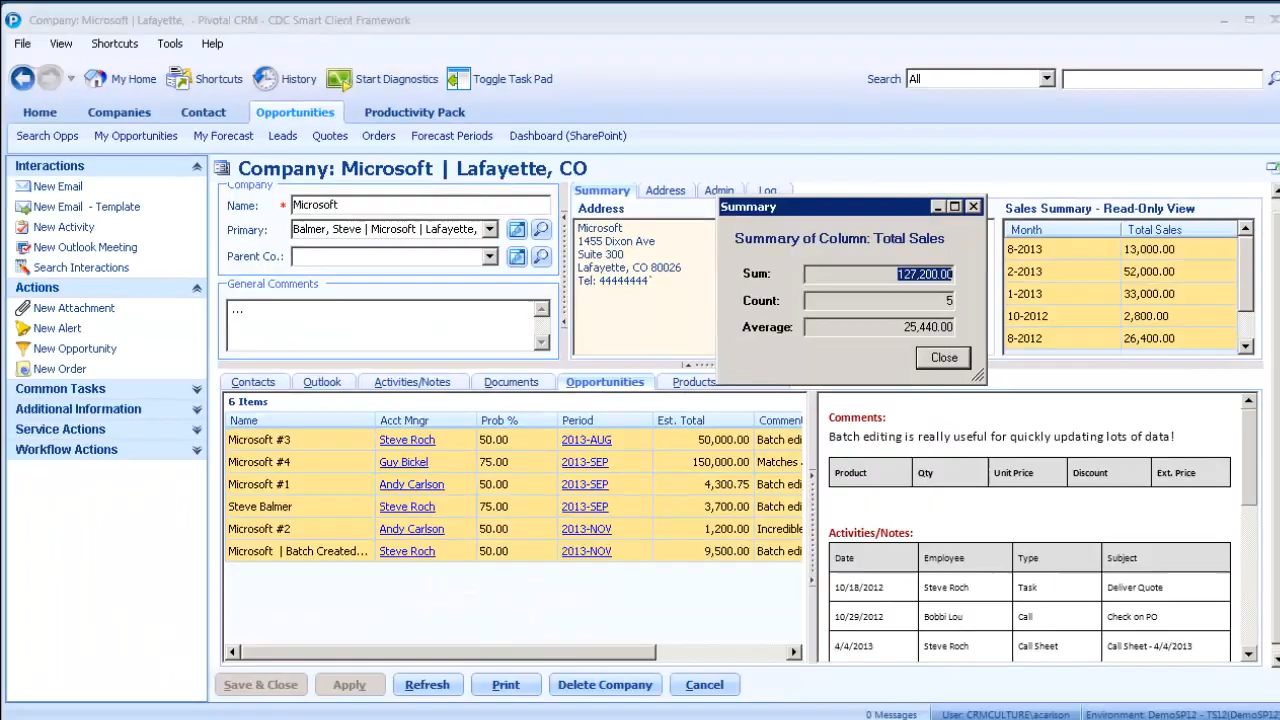 Company: Microsoft | Lafayette, - Pivotal CRM - CDC Smart Client Framework
File View Shortcuts Tools Help
My Home Shortcuts History Start Diagnostics Toggle Task Pad Search All
Home Companies Contact Opportunities Productivity Pack
Search Opps My Opportunities My Forecast Leads Quotes Orders Forecast Periods Dashboard (SharePoint)
Interactions
New Email
New Email - Template
New Activity
New Outlook Meeting
Search Interactions
Actions
New Attachment
New Alert
New Opportunity
New Order
Common Tasks
Additional Information
Service Actions
Workflow Actions
Company: Microsoft | Lafayette, CO
Company
Name: * Microsoft
Primary: Balmer, Steve | Microsoft | Lafayette,
Parent Co.:
General Comments
...
Summary Address Admin Log
Address
Microsoft
1455 Dixon Ave
Suite 300
Lafayette, CO 80026
Tel: 44444444`
Summary
Summary of Column: Total Sales
Sum: 127,200.00
Count: 5
Average: 25,440.00
Close
Sales Summary - Read-Only View
Month Total Sales
8-2013 13,000.00
2-2013 52,000.00
1-2013 33,000.00
10-2012 2,800.00
8-2012 26,400.00
Contacts Outlook Activities/Notes Documents Opportunities Products
6 Items
Name Acct Mngr Prob % Period Est. Total Commen
Microsoft #3 Steve Roch 50.00 2013-AUG 50,000.00 Batch edi
Microsoft #4 Guy Bickel 75.00 2013-SEP 150,000.00 Matches
Microsoft #1 Andy Carlson 50.00 2013-SEP 4,300.75 Batch edi
Steve Balmer Steve Roch 75.00 2013-SEP 3,700.00 Batch edi
Microsoft #2 Andy Carlson 50.00 2013-NOV 1,200.00 Incredible
Microsoft | Batch Created... Steve Roch 50.00 2013-NOV 9,500.00 Batch edi
Comments:
Batch editing is really useful for quickly updating lots of data!
Product Qty Unit Price Discount Ext. Price
Activities/Notes:
Date Employee Type Subject
10/18/2012 Steve Roch Task Deliver Quote
10/29/2012 Bobbi Lou Call Check on PO
4/4/2013 Steve Roch Call Sheet Call Sheet - 4/4/2013
Save & Close Apply Refresh Print Delete Company Cancel
0 Messages User: CRMCULTURE\acarlson Environment: DemoSP12 - TS12(DemoSP12